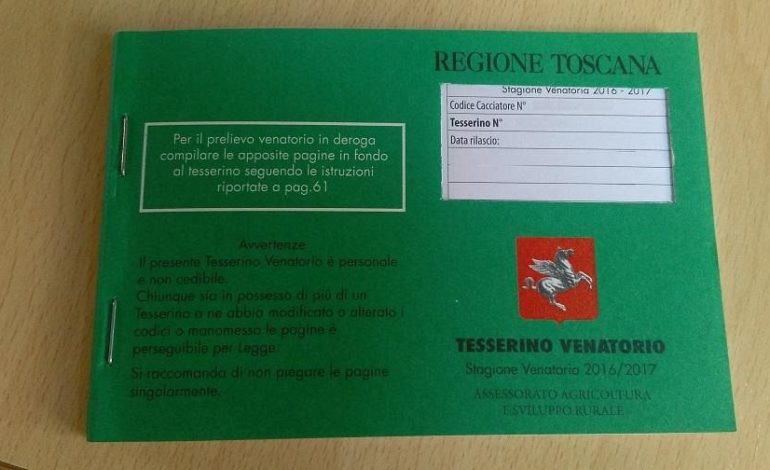 Per il prelievo venatorio in deroga
compilare le apposite pagine in fondo
al tesserino seguendo le istruzioni
riportate a pag.61
Avvertenze
Il presente Tesserino Venatorio è personale
e non cedibile.
Chiunque sia in possesso di più di un
Tesserino o ne abbia modificato o alterato i
codici o manomesso le pagine è
perseguibile per Legge.
Si raccomanda di non piegare le pagine
singolarmente.
REGIONE TOSCANA
Stagione Venatoria 2016 - 2017
Codice Cacciatore N°
Tesserino N°
Data rilascio:
TESSERINO VENATORIO
Stagione Venatoria 2016/2017
ASSESSORATO AGRICOLTURA
E SVILUPPO RURALE